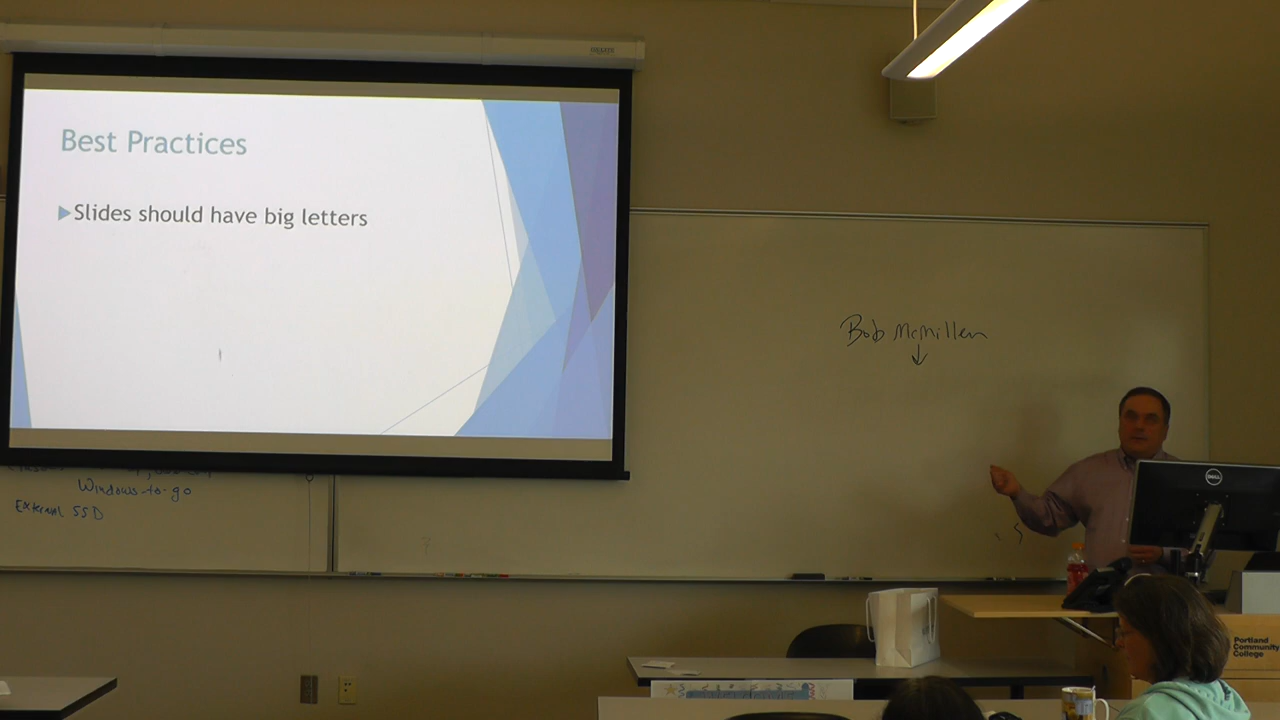 Best Practices
Slides should have big letters
Bob McMillen
Windows-to-go
External SSD
DELL
Portland
Community
College